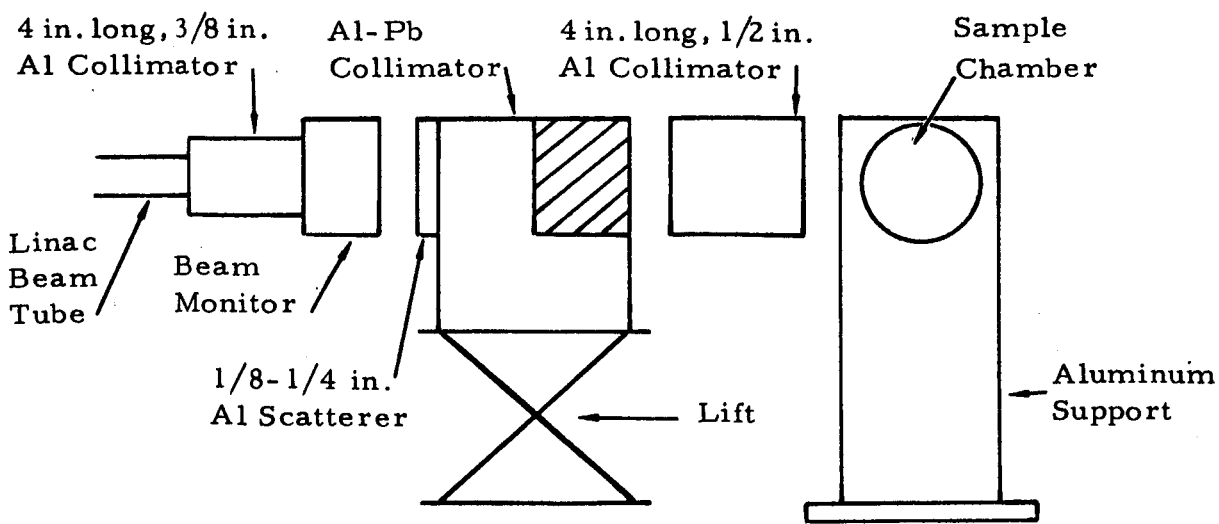 4 in. long, 3/8 in.
Al Collimator
Al-Pb
Collimator
4 in. long, 1/2 in.
Al Collimator
Sample
Chamber
Linac
Beam
Tube
Beam
Monitor
1/8-1/4 in.
Al Scatterer
Lift
Aluminum
Support